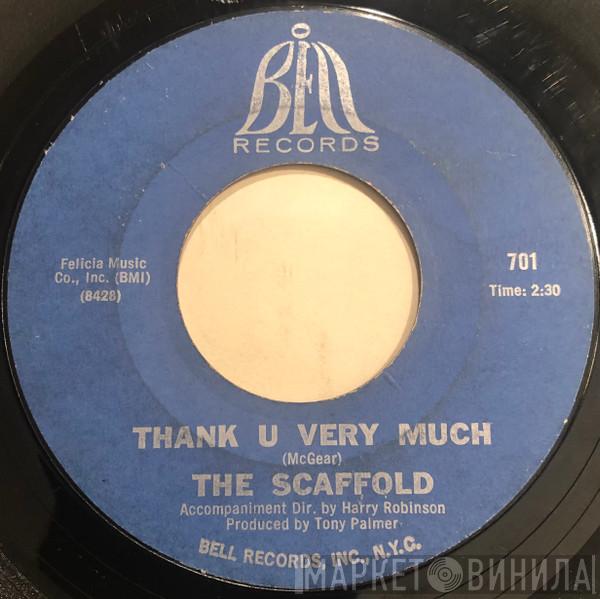 BELL
RECORDS
Felicia Music
Co., Inc. (BMI)
(8428)
701
Time: 2:30
THANK U VERY MUCH
(McGear)
THE SCAFFOLD
Accompaniment Dir. by Harry Robinson
Produced by Tony Palmer
BELL RECORDS, INC., N.Y.C.
МАРКЕТ ВИНИЛА